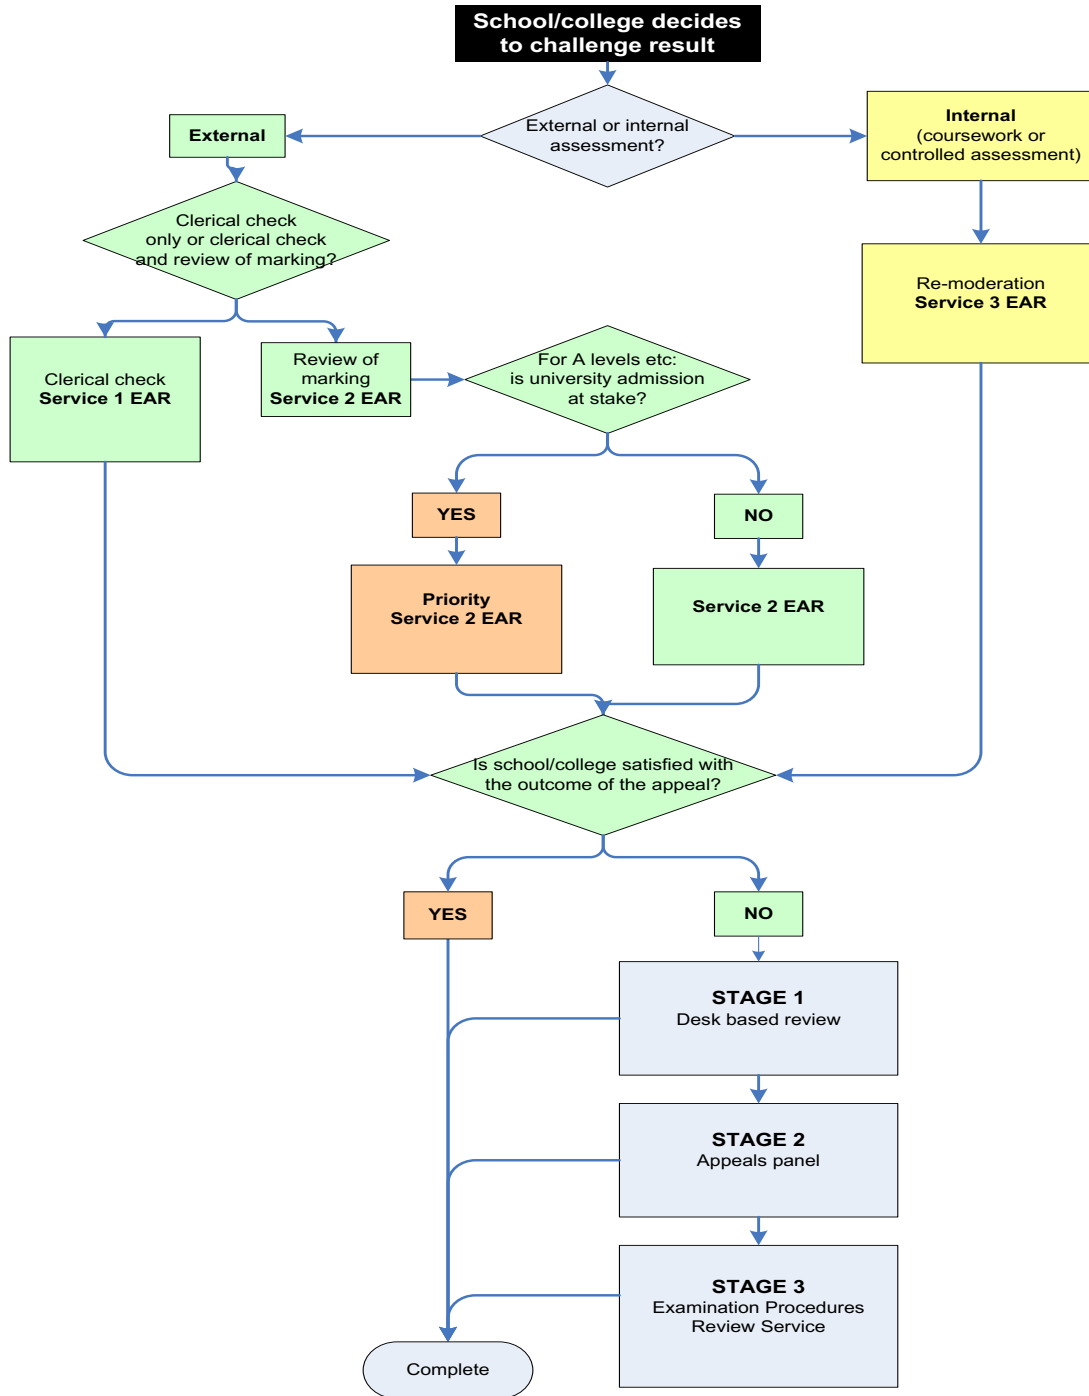 School/college decides
to challenge result
External or internal
assessment?
External
Internal
(coursework or
controlled assessment)
Clerical check
only or clerical check
and review of marking?
Re-moderation
Service 3 EAR
Clerical check
Service 1 EAR
Review of
marking
Service 2 EAR
For A levels etc:
is university admission
at stake?
YES
NO
Priority
Service 2 EAR
Service 2 EAR
Is school/college satisfied with
the outcome of the appeal?
YES
NO
STAGE 1
Desk based review
STAGE 2
Appeals panel
STAGE 3
Examination Procedures
Review Service
Complete